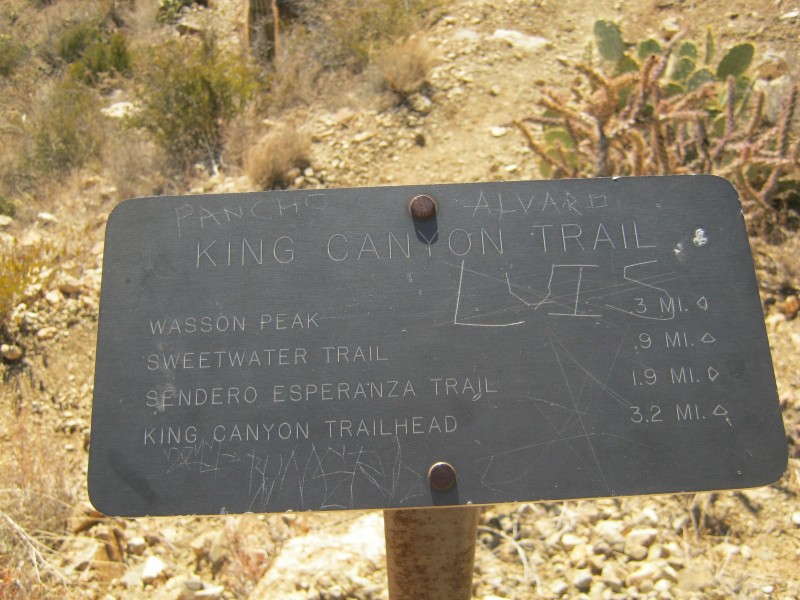 PANCHO ALVARO
KING CANYON TRAIL
LUIS
WASSON PEAK .3 MI.
SWEETWATER TRAIL .9 MI.
SENDERO ESPERANZA TRAIL 1.9 MI.
KING CANYON TRAILHEAD 3.2 MI.